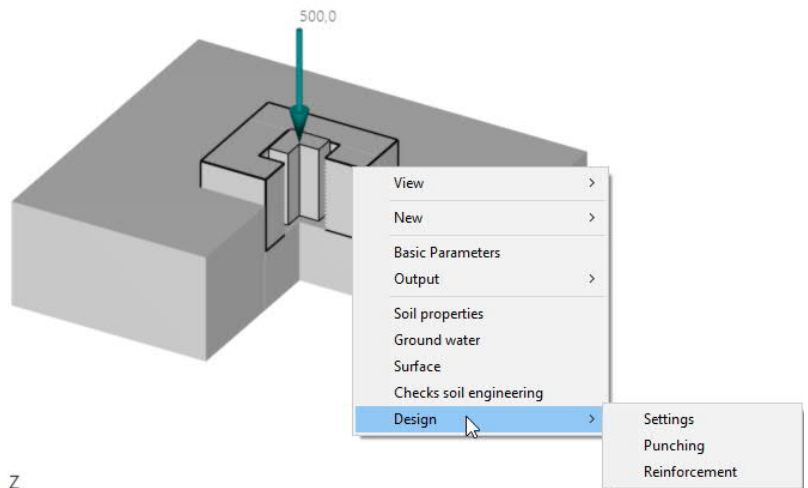 500,0
View
New
Basic Parameters
Output
Soil properties
Ground water
Surface
Checks soil engineering
Design
Settings
Punching
Reinforcement
Z